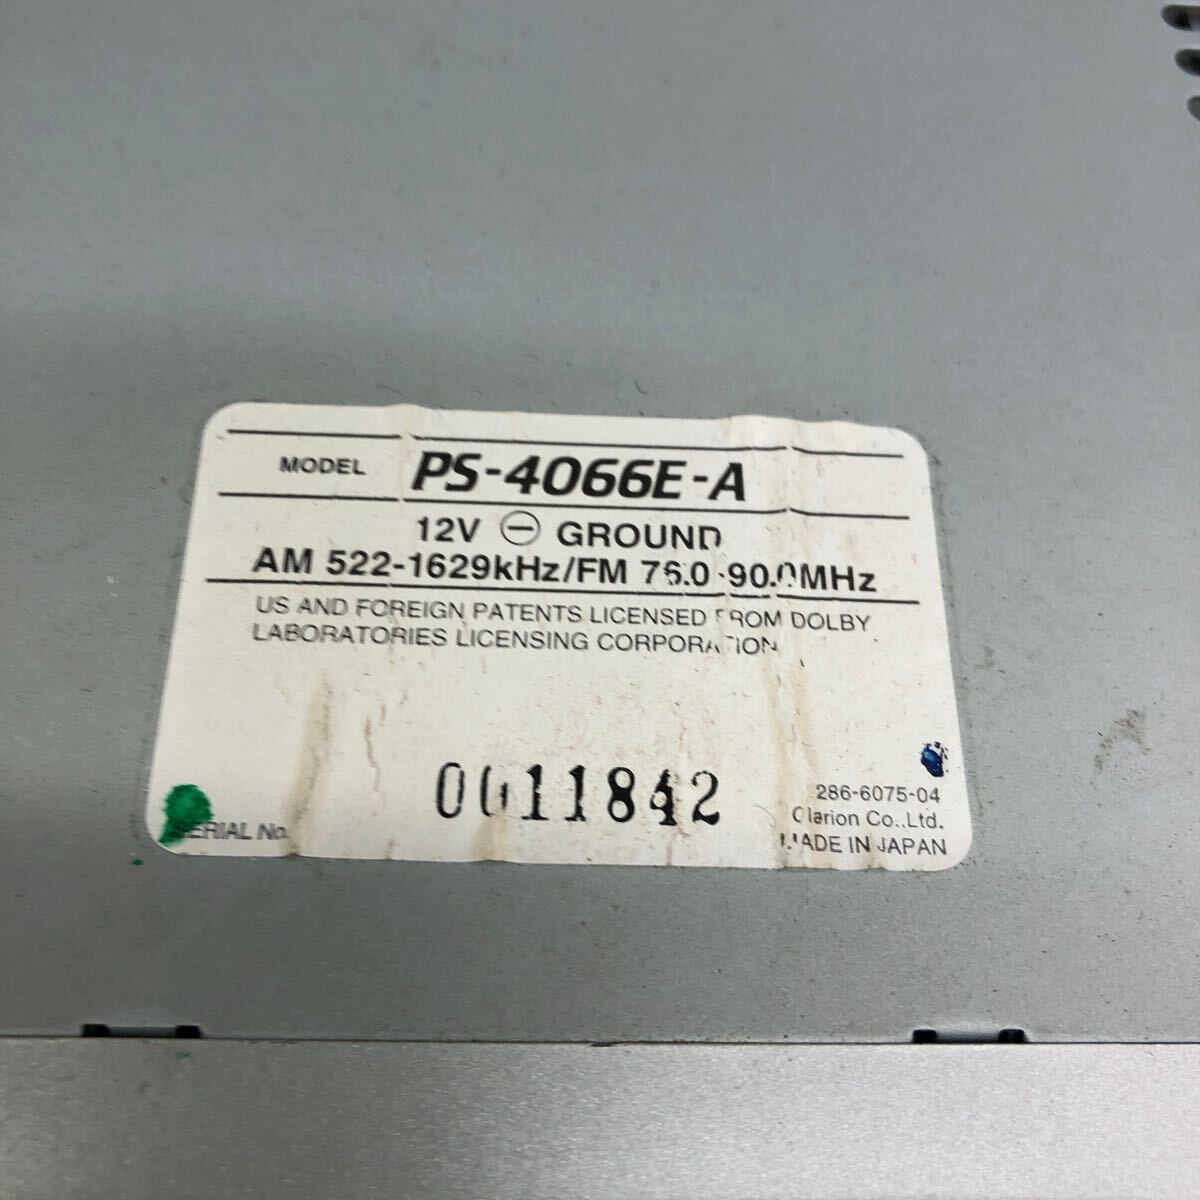 MODEL PS-4066E-A
12V ⊖ GROUND
AM 522-1629kHz/FM 76.0-90.0MHz
US AND FOREIGN PATENTS LICENSED FROM DOLBY
LABORATORIES LICENSING CORPORATION
0011842
286-6075-04
Clarion Co.,Ltd.
SERIAL No.
MADE IN JAPAN